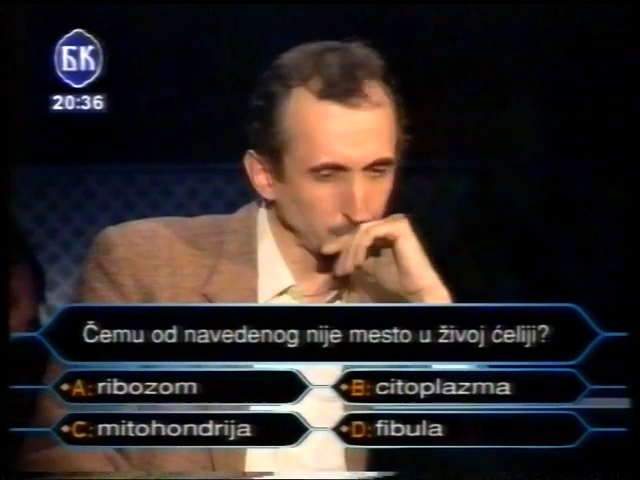 БК
20:36
Čemu od navedenog nije mesto u živoj ćeliji?
A: ribozom
B: citoplazma
C: mitohondrija
D: fibula